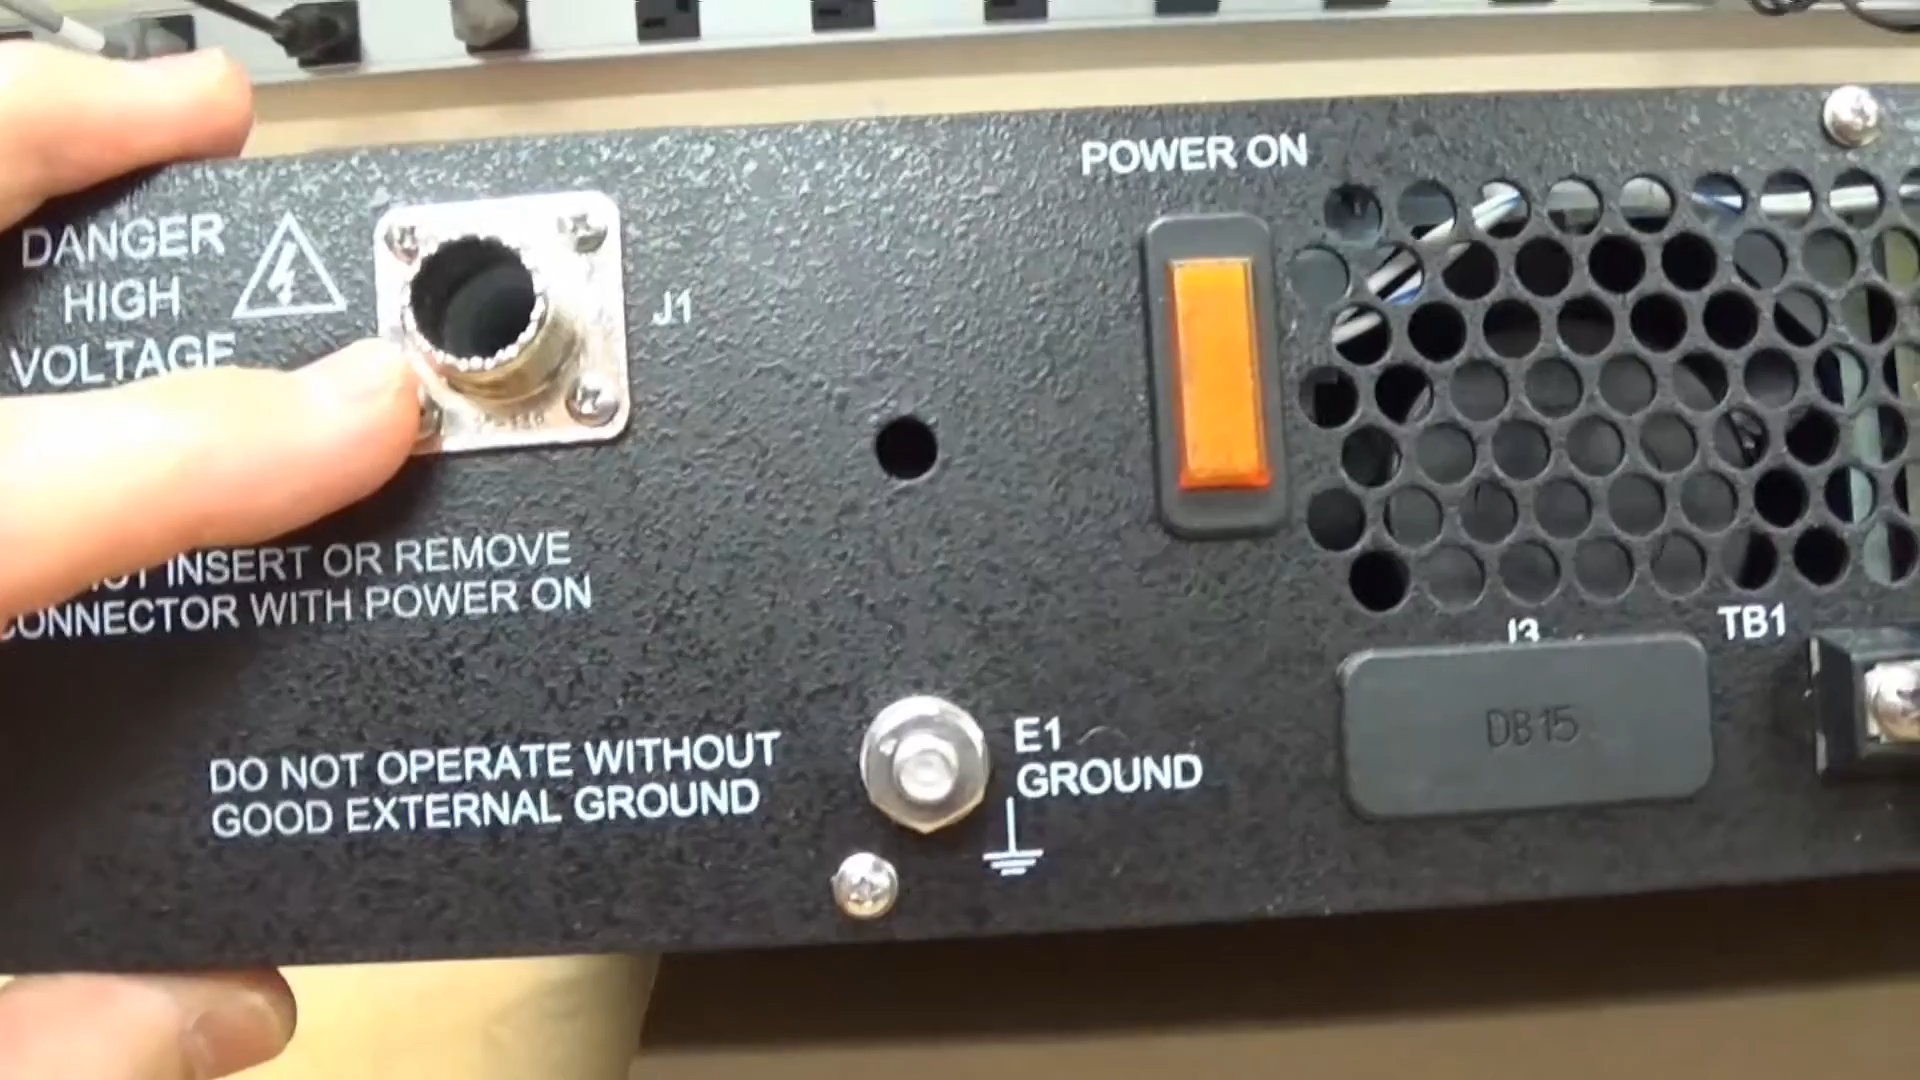 POWER ON
DANGER
HIGH
VOLTAGE
J1
INSERT OR REMOVE
CONNECTOR WITH POWER ON
J3
TB1
DB15
DO NOT OPERATE WITHOUT
GOOD EXTERNAL GROUND
E1
GROUND